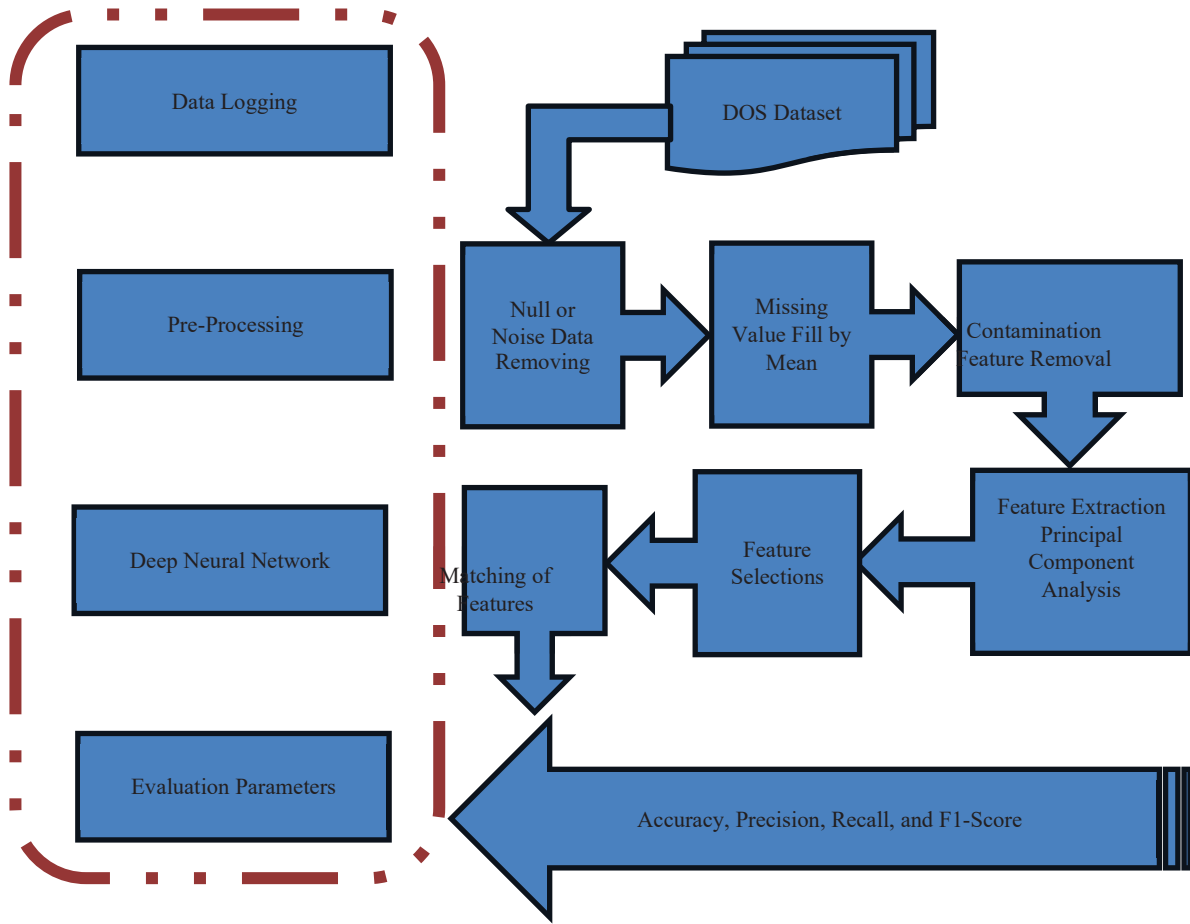 Data Logging
DOS Dataset
Pre-Processing
Null or
Noise Data
Removing
Missing
Value Fill by
Mean
Contamination
Feature Removal
Deep Neural Network
Matching of
Features
Feature
Selections
Feature Extraction
Principal
Component
Analysis
Evaluation Parameters
Accuracy, Precision, Recall, and F1-Score